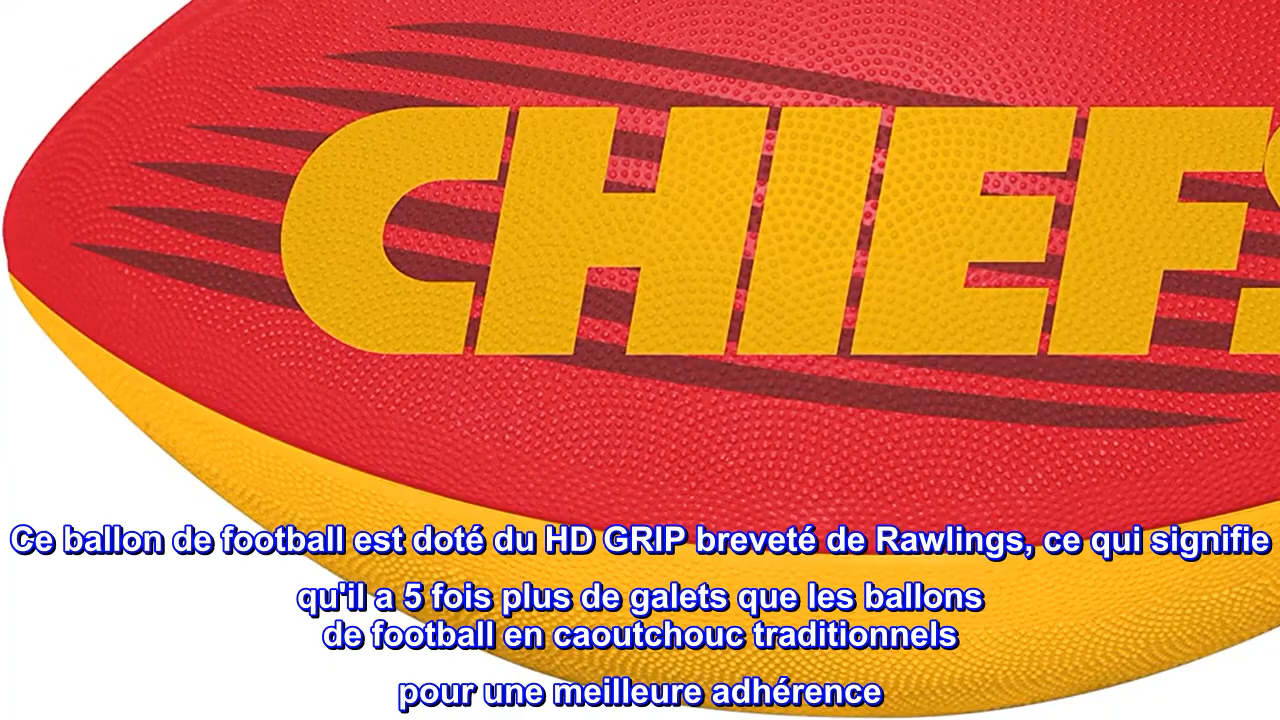 CHIEFS
Ce ballon de football est doté du HD GRIP breveté de Rawlings, ce qui signifie
qu'il a 5 fois plus de galets que les ballons
de football en caoutchouc traditionnels
pour une meilleure adhérence